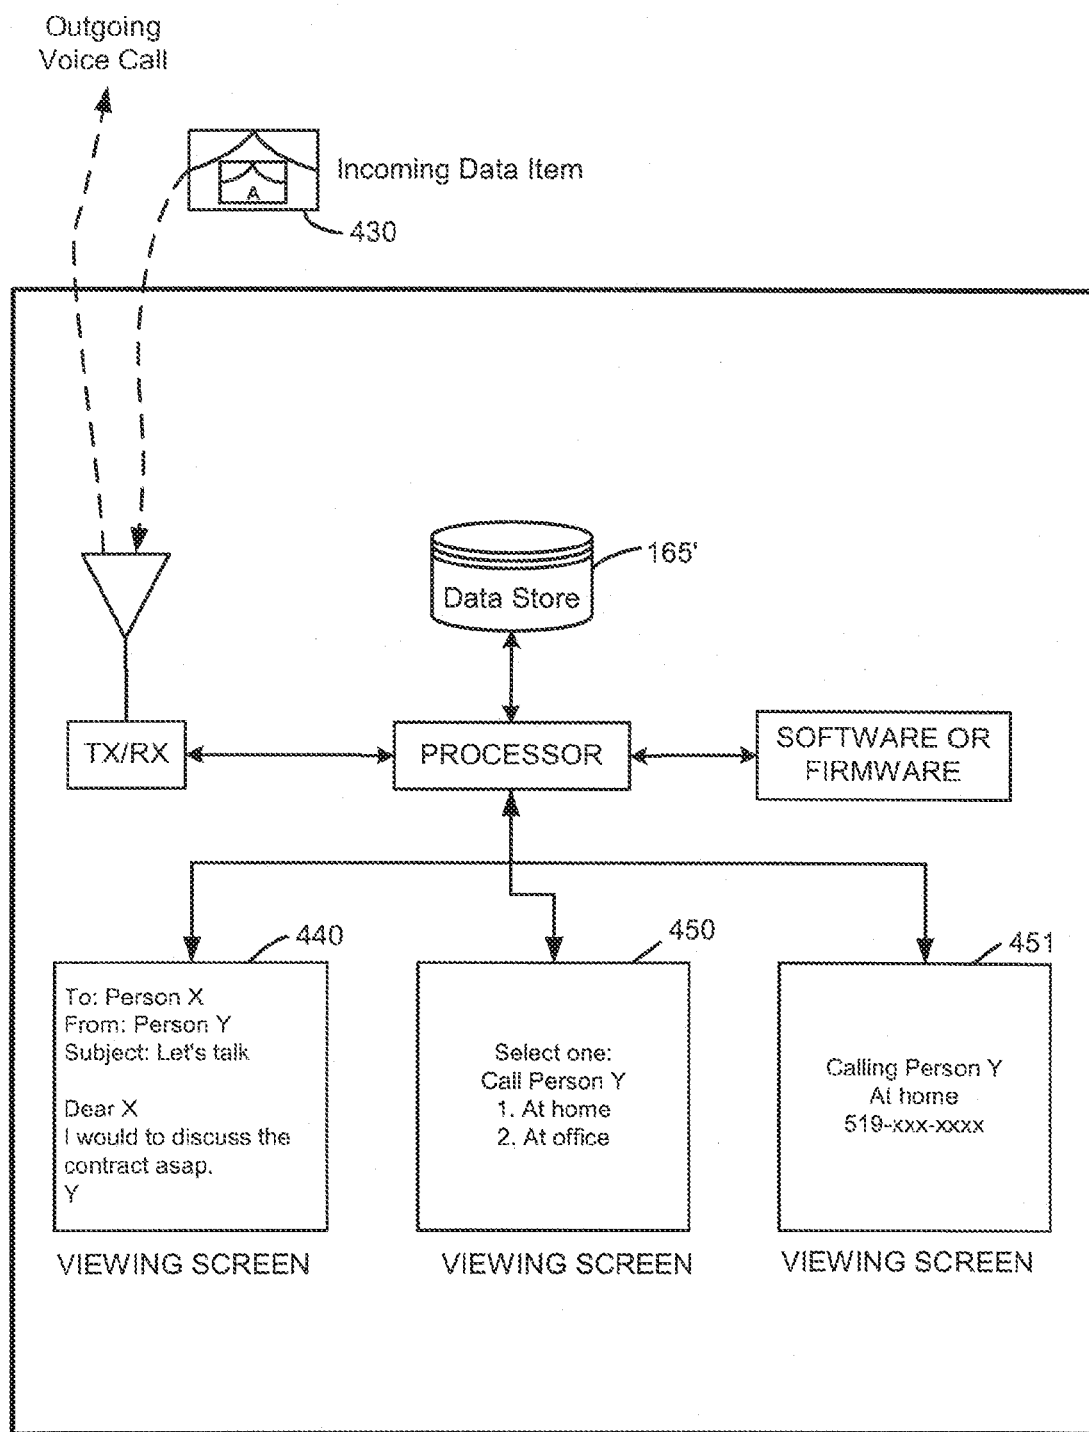 Outgoing
Voice Call
Incoming Data Item
A
430
165'
Data Store
TX/RX
PROCESSOR
SOFTWARE OR
FIRMWARE
440
450
451
To: Person X
From: Person Y
Subject: Let's talk
Dear X
I would to discuss the
contract asap.
Y
Select one:
Call Person Y
1. At home
2. At office
Calling Person Y
At home
519-xxx-xxxx
VIEWING SCREEN
VIEWING SCREEN
VIEWING SCREEN